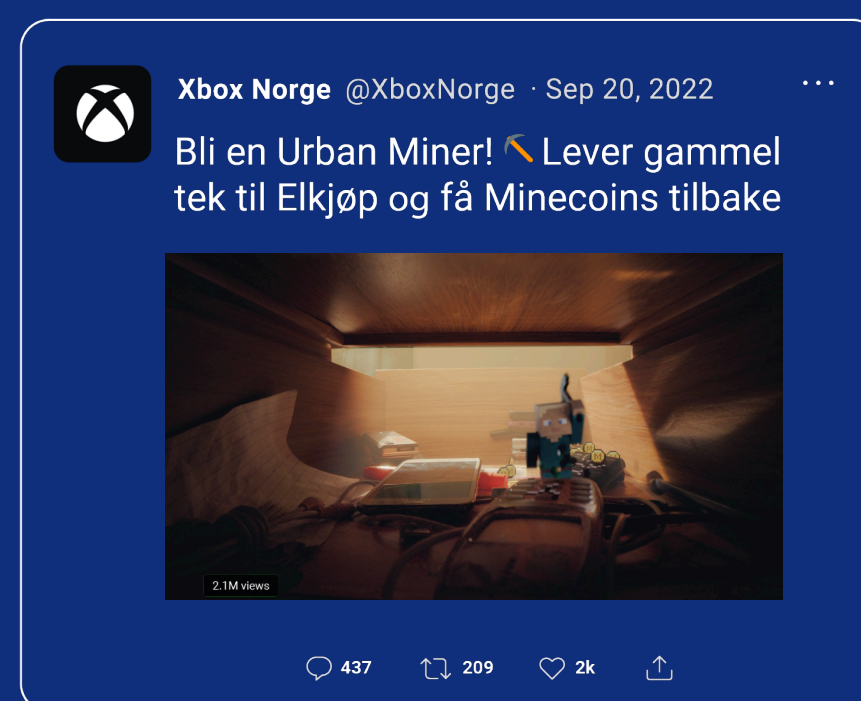 Xbox Norge @XboxNorge · Sep 20, 2022
Bli en Urban Miner! ⛏️ Lever gammel
tek til Elkjøp og få Minecoins tilbake
2.1M views
437 209 2k